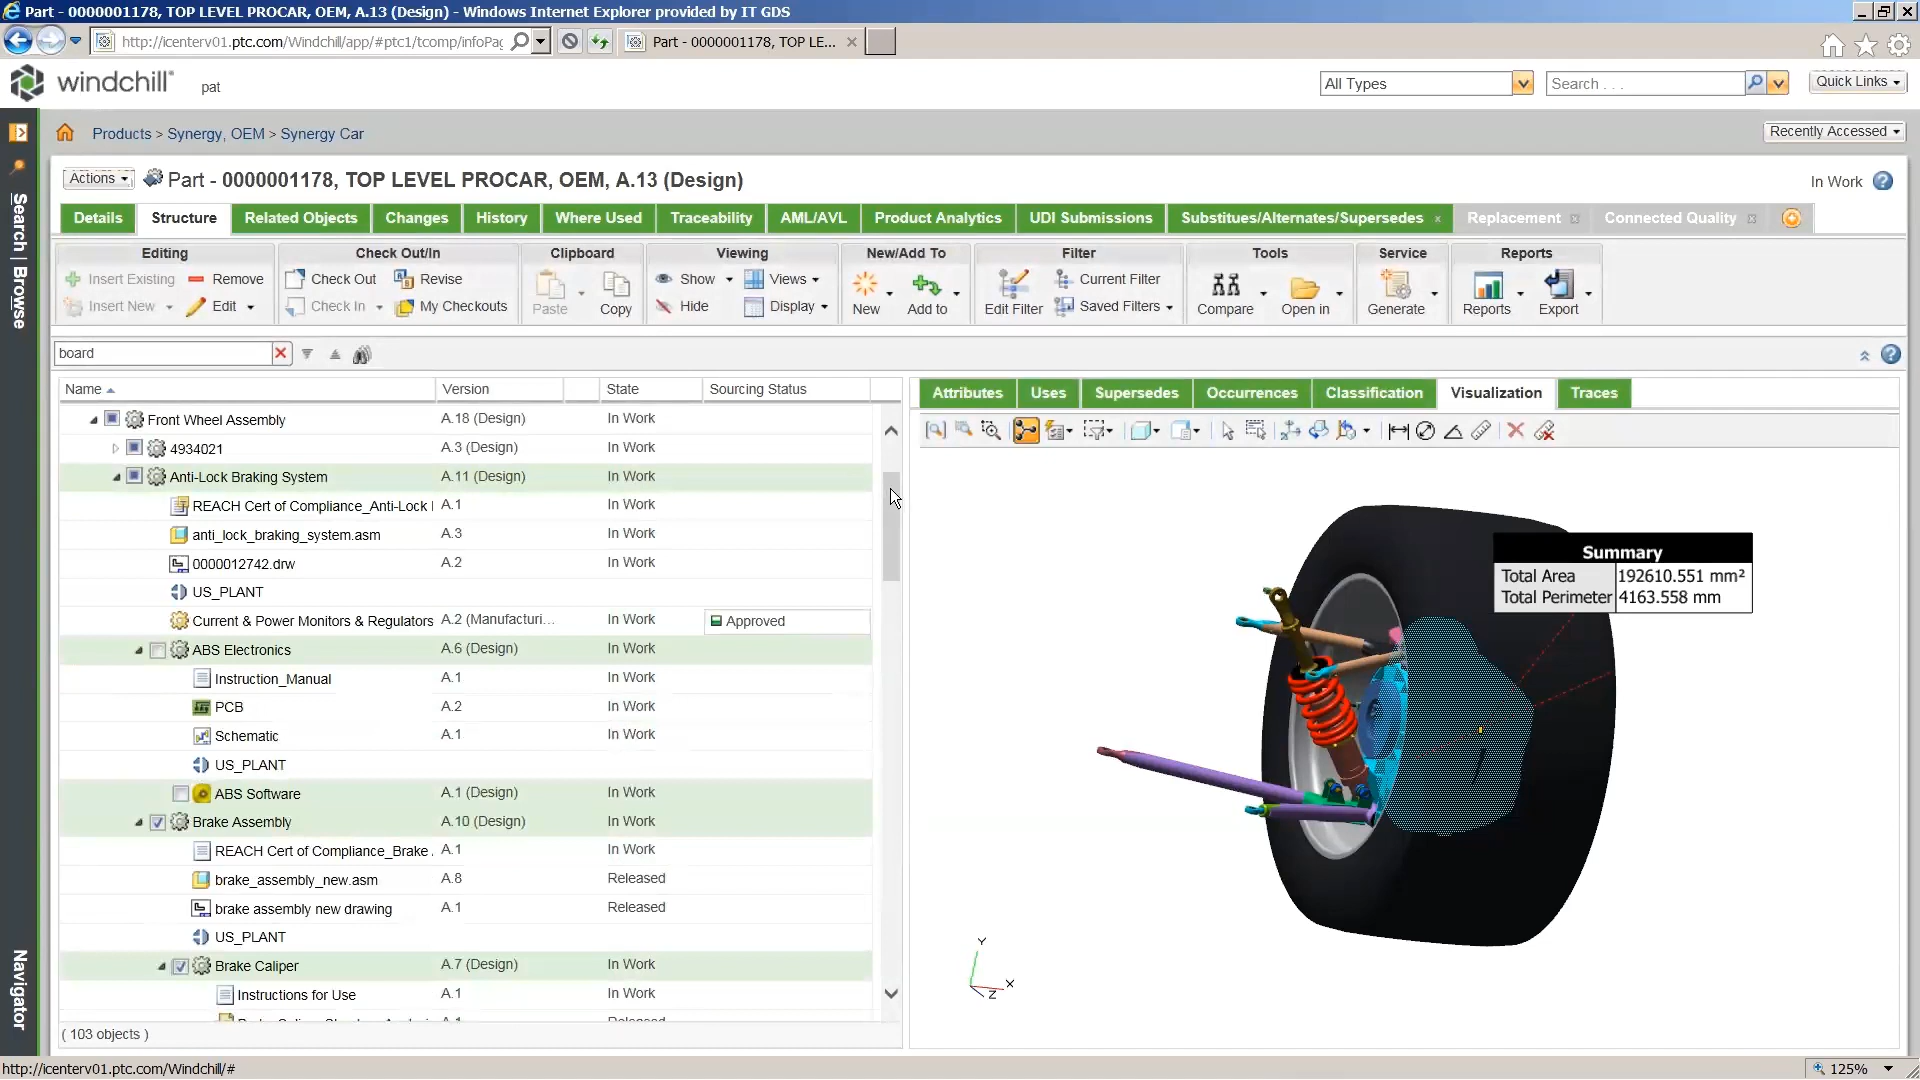 Part - 0000001178, TOP LEVEL PROCAR, OEM, A.13 (Design) - Windows Internet Explorer provided by IT GDS
http://icenterv01.ptc.com/Windchill/app/#ptc1/tcomp/infoPag
Part - 0000001178, TOP LE...
windchill®
pat
All Types
Search . . .
Quick Links
Products > Synergy, OEM > Synergy Car
Recently Accessed
Actions
Part - 0000001178, TOP LEVEL PROCAR, OEM, A.13 (Design)
In Work
Details Structure Related Objects Changes History Where Used Traceability AML/AVL Product Analytics UDI Submissions Substitues/Alternates/Supersedes Replacement Connected Quality
Editing Check Out/In Clipboard Viewing New/Add To Filter Tools Service Reports
Insert Existing Remove Check Out Revise Show Views Current Filter
Insert New Edit Check In My Checkouts Paste Copy Hide Display New Add to Edit Filter Saved Filters Compare Open in Generate Reports Export
Search | Browse
Navigator
board
Name Version State Sourcing Status
Front Wheel Assembly A.18 (Design) In Work
4934021 A.3 (Design) In Work
Anti-Lock Braking System A.11 (Design) In Work
REACH Cert of Compliance_Anti-Lock A.1 In Work
anti_lock_braking_system.asm A.3 In Work
0000012742.drw A.2 In Work
US_PLANT
Current & Power Monitors & Regulators A.2 (Manufacturi... In Work Approved
ABS Electronics A.6 (Design) In Work
Instruction_Manual A.1 In Work
PCB A.2 In Work
Schematic A.1 In Work
US_PLANT
ABS Software A.1 (Design) In Work
Brake Assembly A.10 (Design) In Work
REACH Cert of Compliance_Brake A.1 In Work
brake_assembly_new.asm A.8 Released
brake assembly new drawing A.1 Released
US_PLANT
Brake Caliper A.7 (Design) In Work
Instructions for Use A.1 In Work
( 103 objects )
Attributes Uses Supersedes Occurrences Classification Visualization Traces
Summary
Total Area 192610.551 mm²
Total Perimeter 4163.558 mm
Y
X
Z
http://icenterv01.ptc.com/Windchill/#
125%